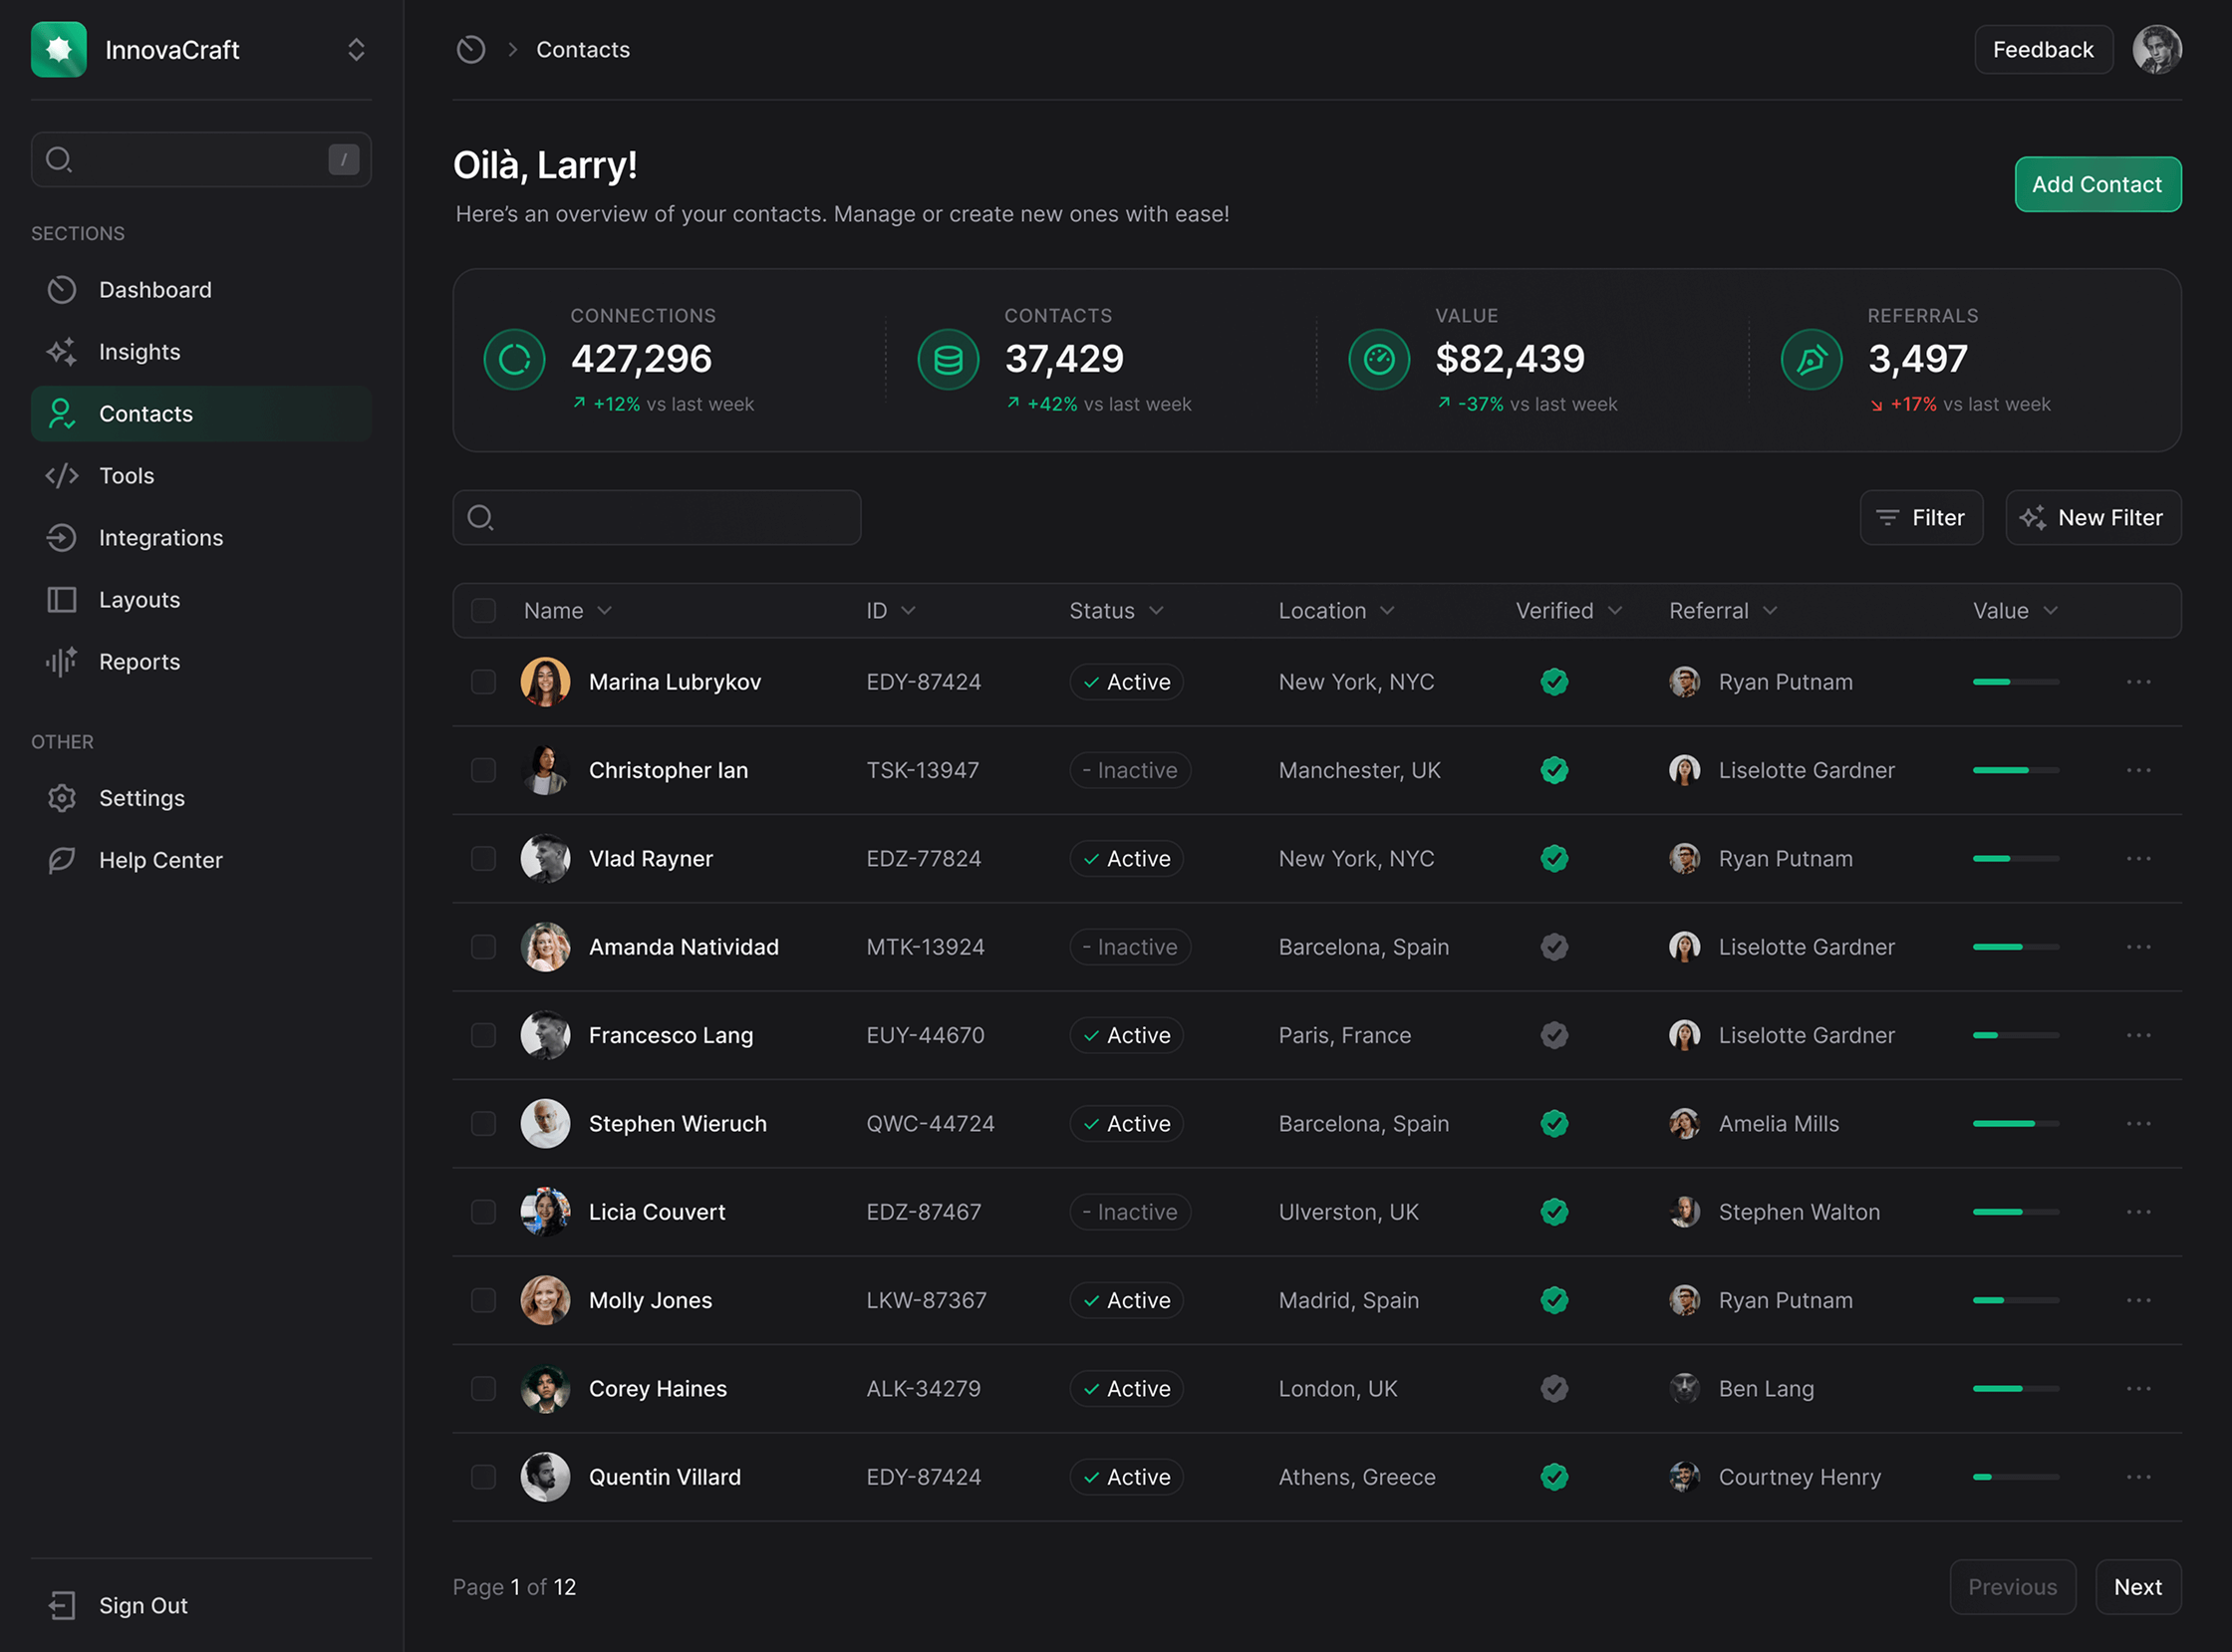 InnovaCraft
/
SECTIONS
Dashboard
Insights
Contacts
Tools
Integrations
Layouts
Reports
OTHER
Settings
Help Center
Sign Out
Contacts
Feedback
Oilà, Larry!
Here’s an overview of your contacts. Manage or create new ones with ease!
Add Contact
CONNECTIONS
427,296
+12% vs last week
CONTACTS
37,429
+42% vs last week
VALUE
$82,439
-37% vs last week
REFERRALS
3,497
+17% vs last week
Filter
New Filter
Name ID Status Location Verified Referral Value
Marina Lubrykov EDY-87424 Active New York, NYC Ryan Putnam
Christopher Ian TSK-13947 - Inactive Manchester, UK Liselotte Gardner
Vlad Rayner EDZ-77824 Active New York, NYC Ryan Putnam
Amanda Natividad MTK-13924 - Inactive Barcelona, Spain Liselotte Gardner
Francesco Lang EUY-44670 Active Paris, France Liselotte Gardner
Stephen Wieruch QWC-44724 Active Barcelona, Spain Amelia Mills
Licia Couvert EDZ-87467 - Inactive Ulverston, UK Stephen Walton
Molly Jones LKW-87367 Active Madrid, Spain Ryan Putnam
Corey Haines ALK-34279 Active London, UK Ben Lang
Quentin Villard EDY-87424 Active Athens, Greece Courtney Henry
Page 1 of 12
Previous
Next